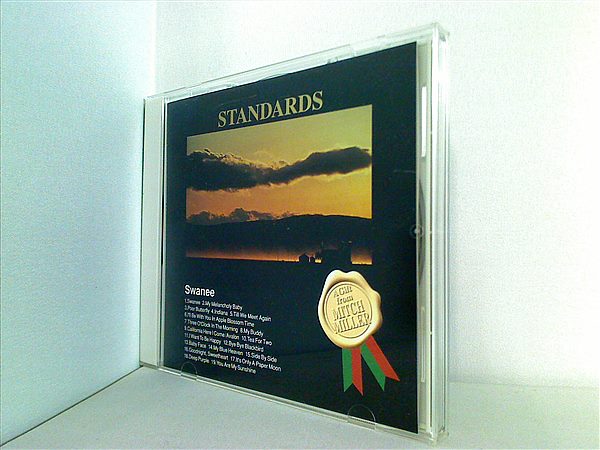 STANDARDS
Swanee
1.Swanee 2.My Melancholy Baby
3.Poor Butterfly 4.Indiana 5.Till We Meet Again
6.I'll Be With You In Apple Blossom Time
7.Three O'Clock In The Morning 8.My Buddy
9.California Here I Come: Avalon 10.Tea For Two
11.I Want To Be Happy 12.Bye Bye Blackbird
13.Baby Face 14.My Blue Heaven 15.Side By Side
16.Goodnight, Sweetheart 17.It's Only A Paper Moon
18.Deep Purple 19.You Are My Sunshine
A Gift
from
MITCH
MILLER